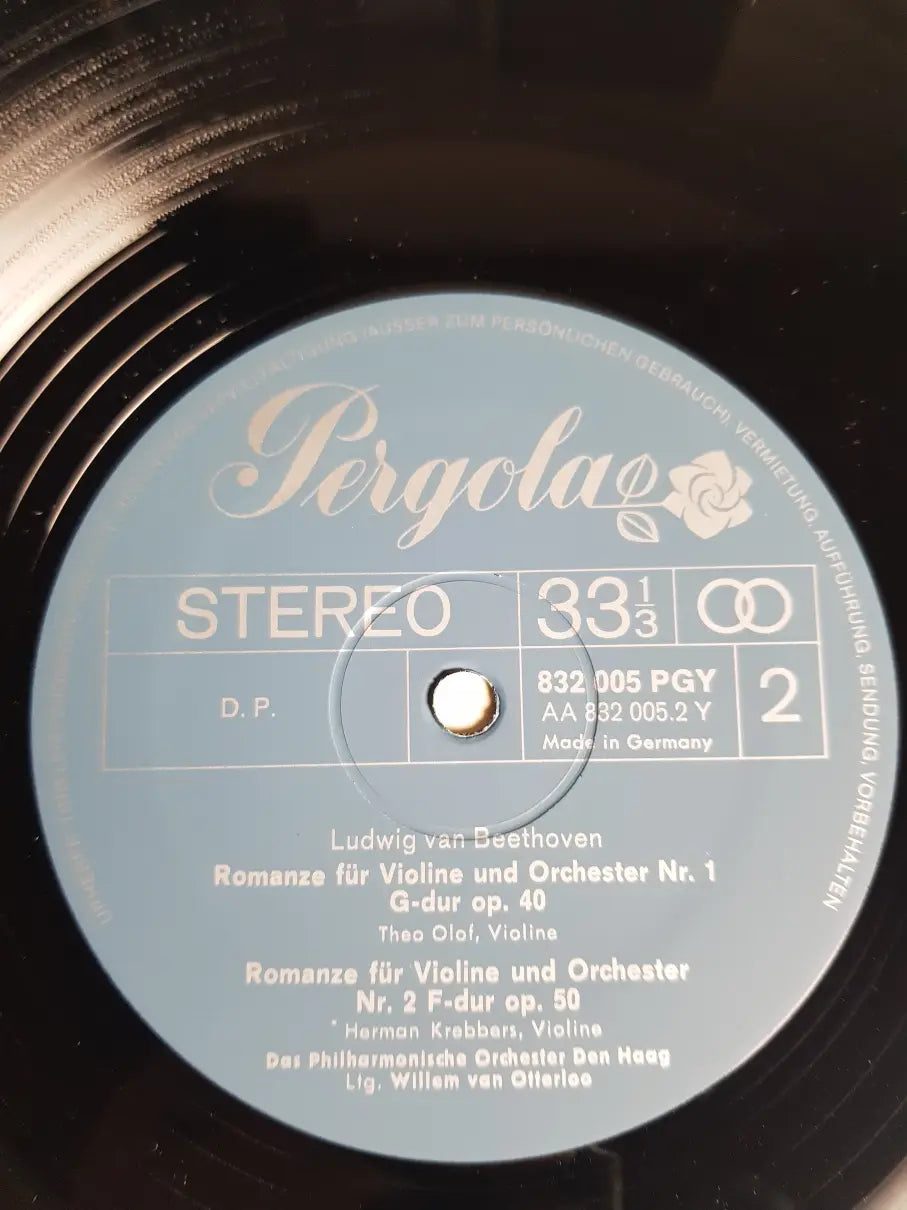 VERVIELFÄLTIGUNG (AUSSER ZUM PERSÖNLICHEN GEBRAUCH), VERMIETUNG, AUFFÜHRUNG, SENDUNG, VORBEHALTEN
Pergola
STEREO
33 1/3
D. P.
832 005 PGY
AA 832 005.2 Y
Made in Germany
2
Ludwig van Beethoven
Romanze für Violine und Orchester Nr. 1
G-dur op. 40
Theo Olof, Violine
Romanze für Violine und Orchester
Nr. 2 F-dur op. 50
Herman Krebbers, Violine
Das Philharmonische Orchester Den Haag
Ltg. Willem van Otterloo